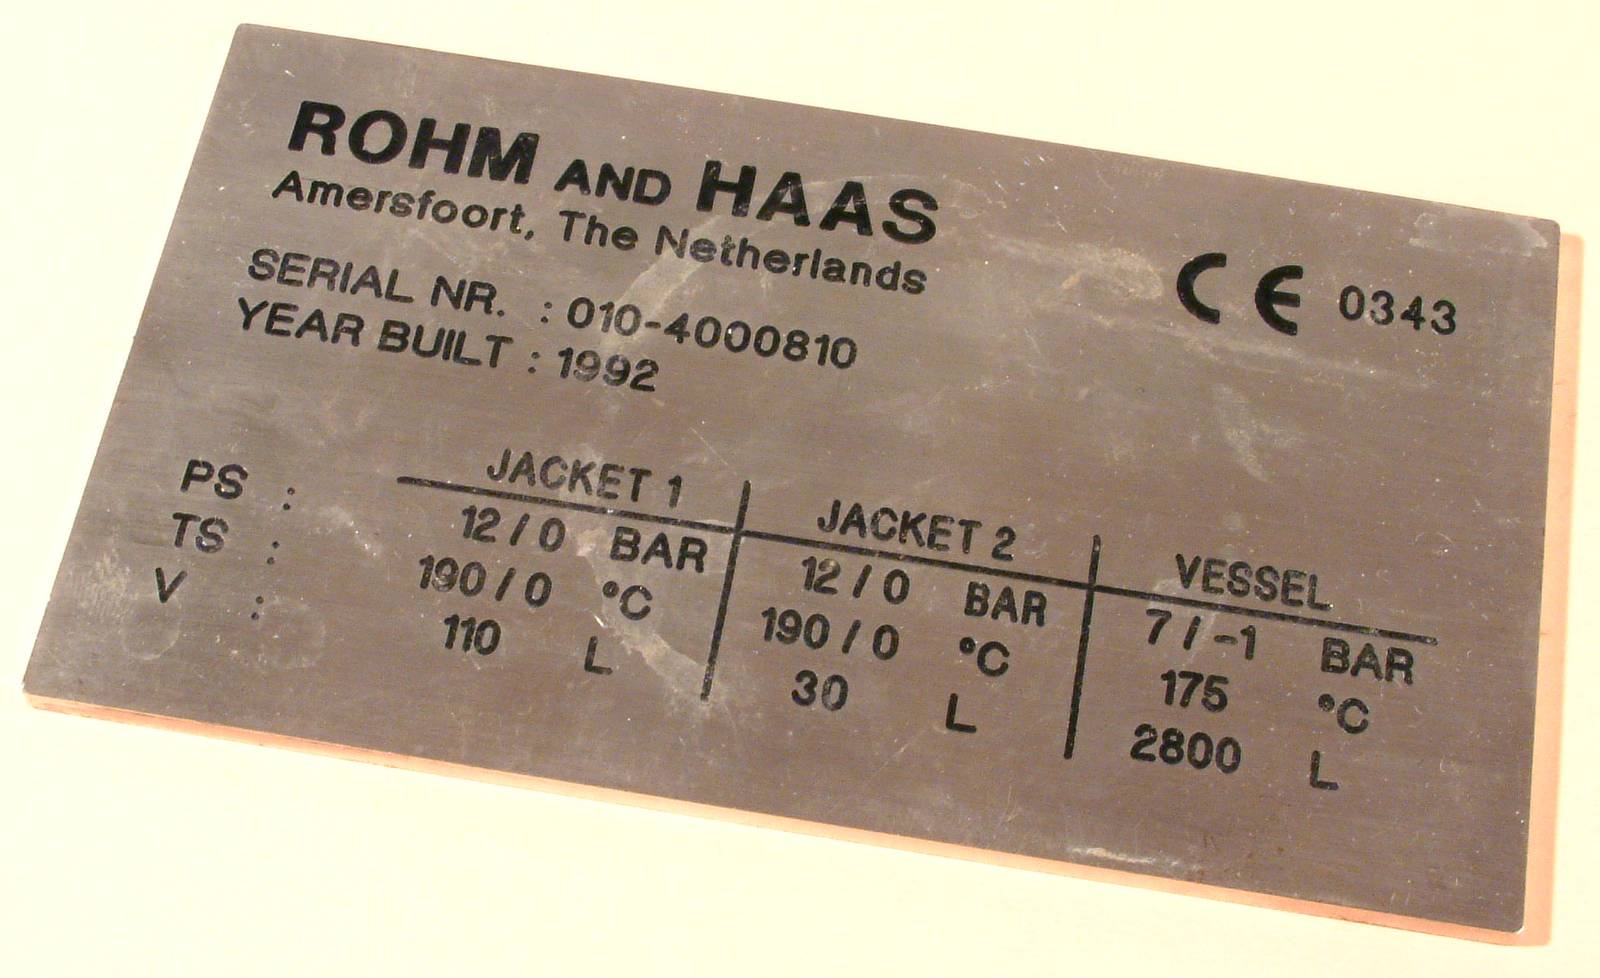 ROHM AND HAAS
Amersfoort, The Netherlands
CE 0343
SERIAL NR. : 010-4000810
YEAR BUILT : 1992
JACKET 1 JACKET 2 VESSEL
PS : 12 / 0 BAR 12 / 0 BAR 7 / -1 BAR
TS : 190 / 0 °C 190 / 0 °C 175 °C
V : 110 L 30 L 2800 L